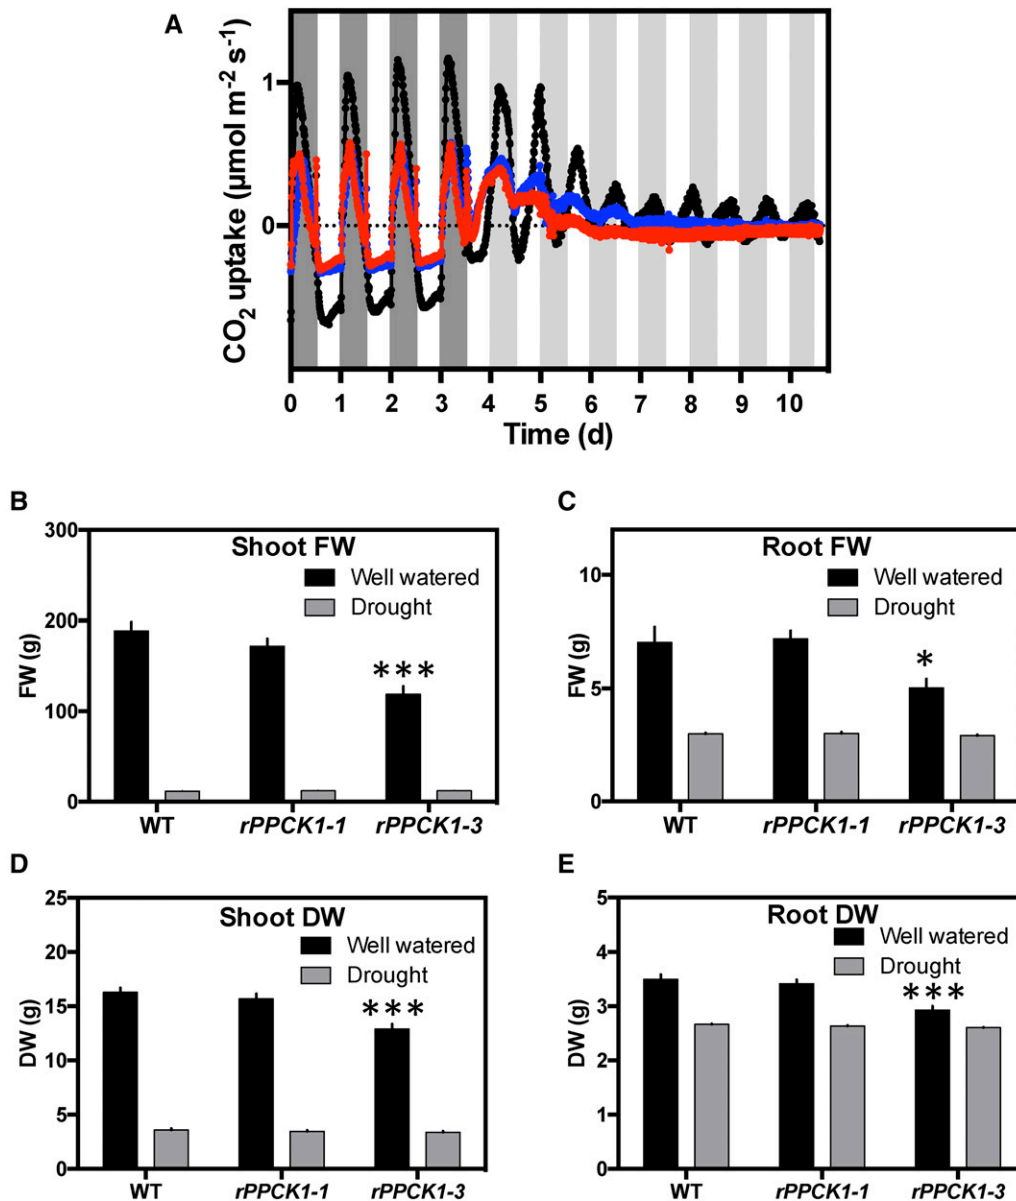 A
CO2 uptake (µmol m-2 s-1)
1
0
0 1 2 3 4 5 6 7 8 9 10
Time (d)
B
Shoot FW
Well watered
Drought
FW (g)
300
200
100
0
***
WT rPPCK1-1 rPPCK1-3
C
Root FW
Well watered
Drought
FW (g)
10
5
0
*
WT rPPCK1-1 rPPCK1-3
D
Shoot DW
Well watered
Drought
DW (g)
25
20
15
10
5
0
***
WT rPPCK1-1 rPPCK1-3
E
Root DW
Well watered
Drought
DW (g)
5
4
3
2
1
0
***
WT rPPCK1-1 rPPCK1-3